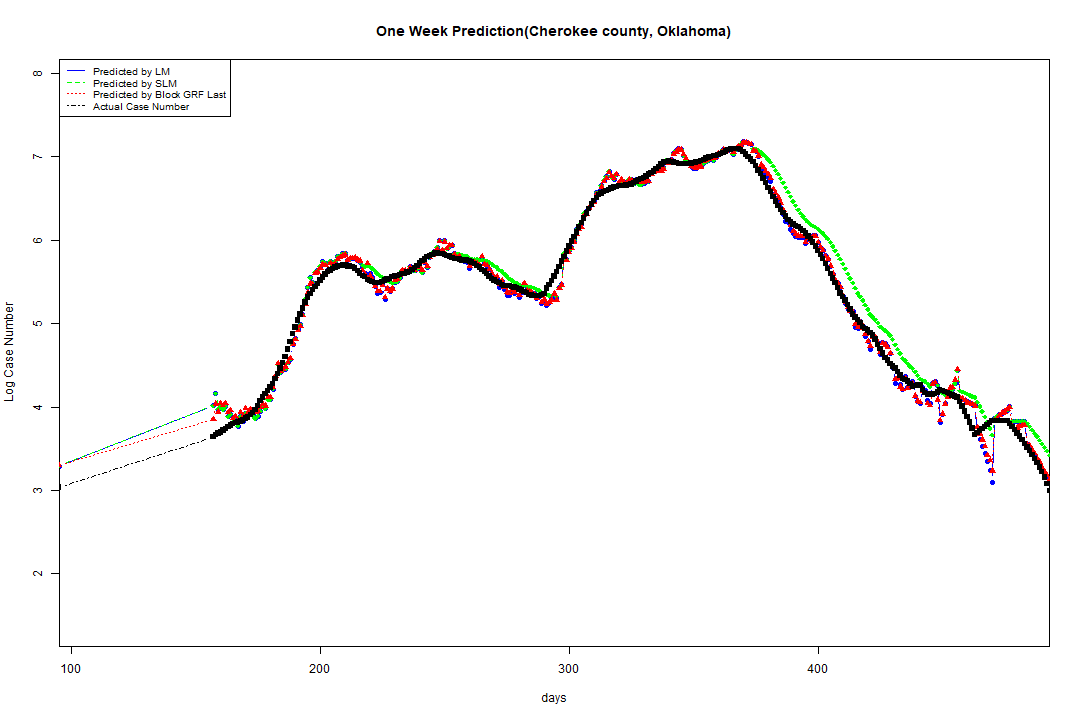 One Week Prediction(Cherokee county, Oklahoma)
Predicted by LM
Predicted by SLM
Predicted by Block GRF Last
Actual Case Number
8
7
6
5
4
3
2
Log Case Number
100 200 300 400
days